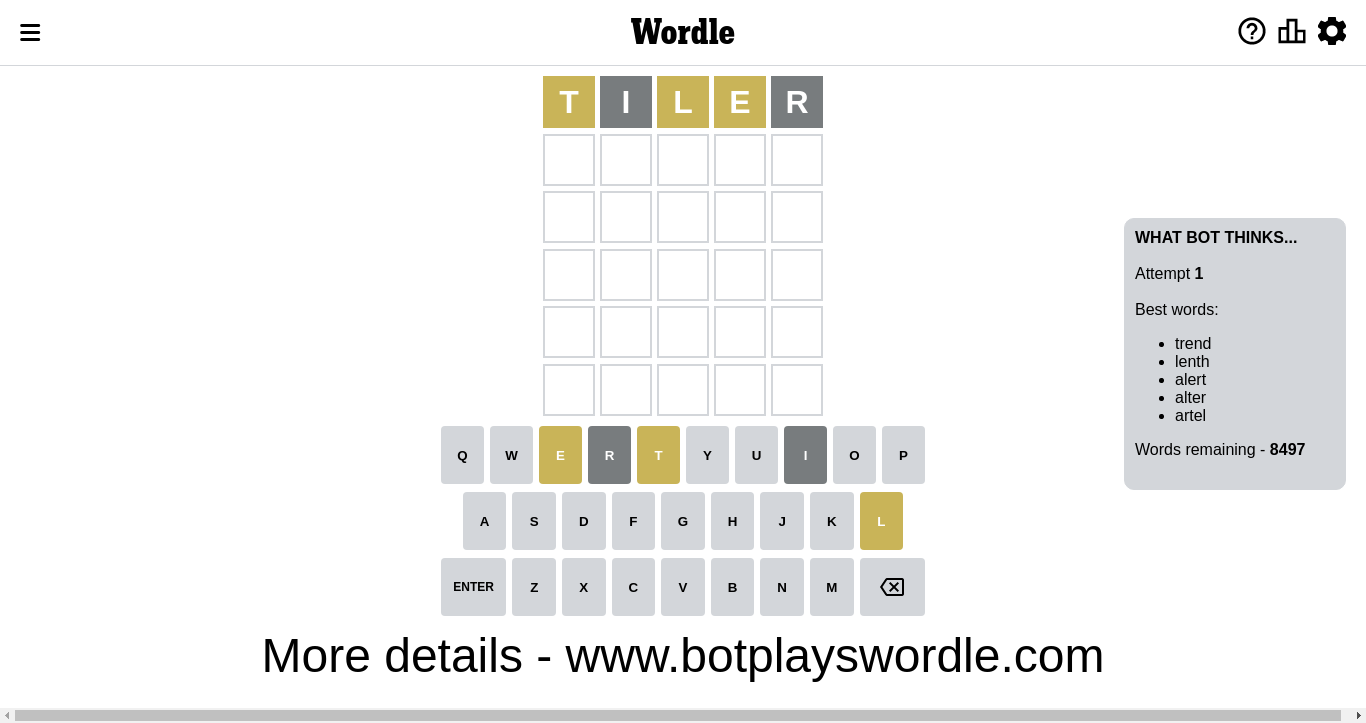 Wordle
T I L E R
WHAT BOT THINKS...
Attempt 1
Best words:
trend
lenth
alert
alter
artel
Words remaining - 8497
Q W E R T Y U I O P
A S D F G H J K L
ENTER Z X C V B N M
More details - www.botplayswordle.com